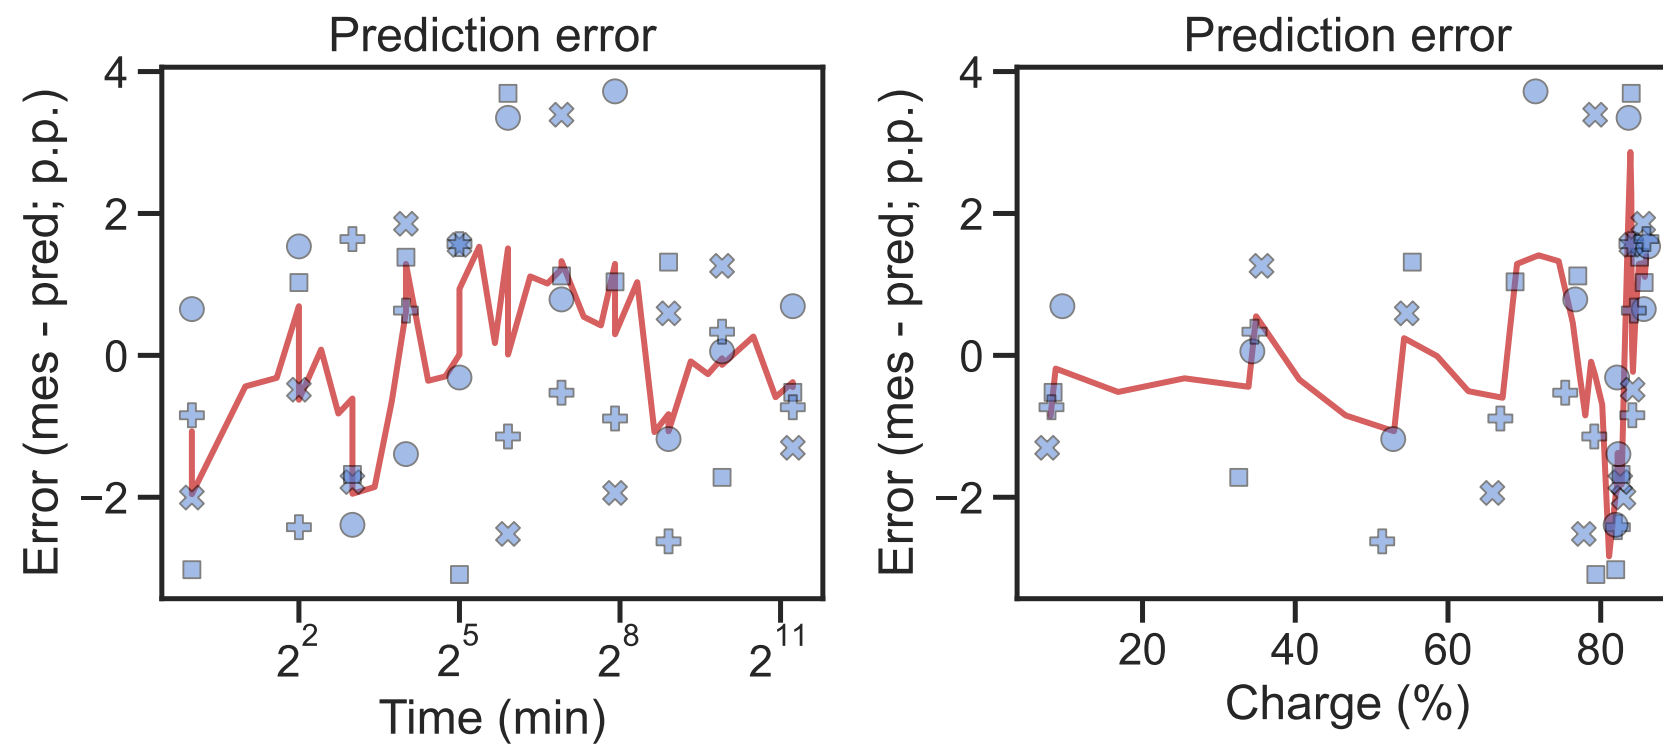 Prediction error
Error (mes - pred; p.p.)
4
2
0
−2
2^2
2^5
2^8
2^11
Time (min)
Prediction error
Error (mes - pred; p.p.)
4
2
0
−2
20
40
60
80
Charge (%)